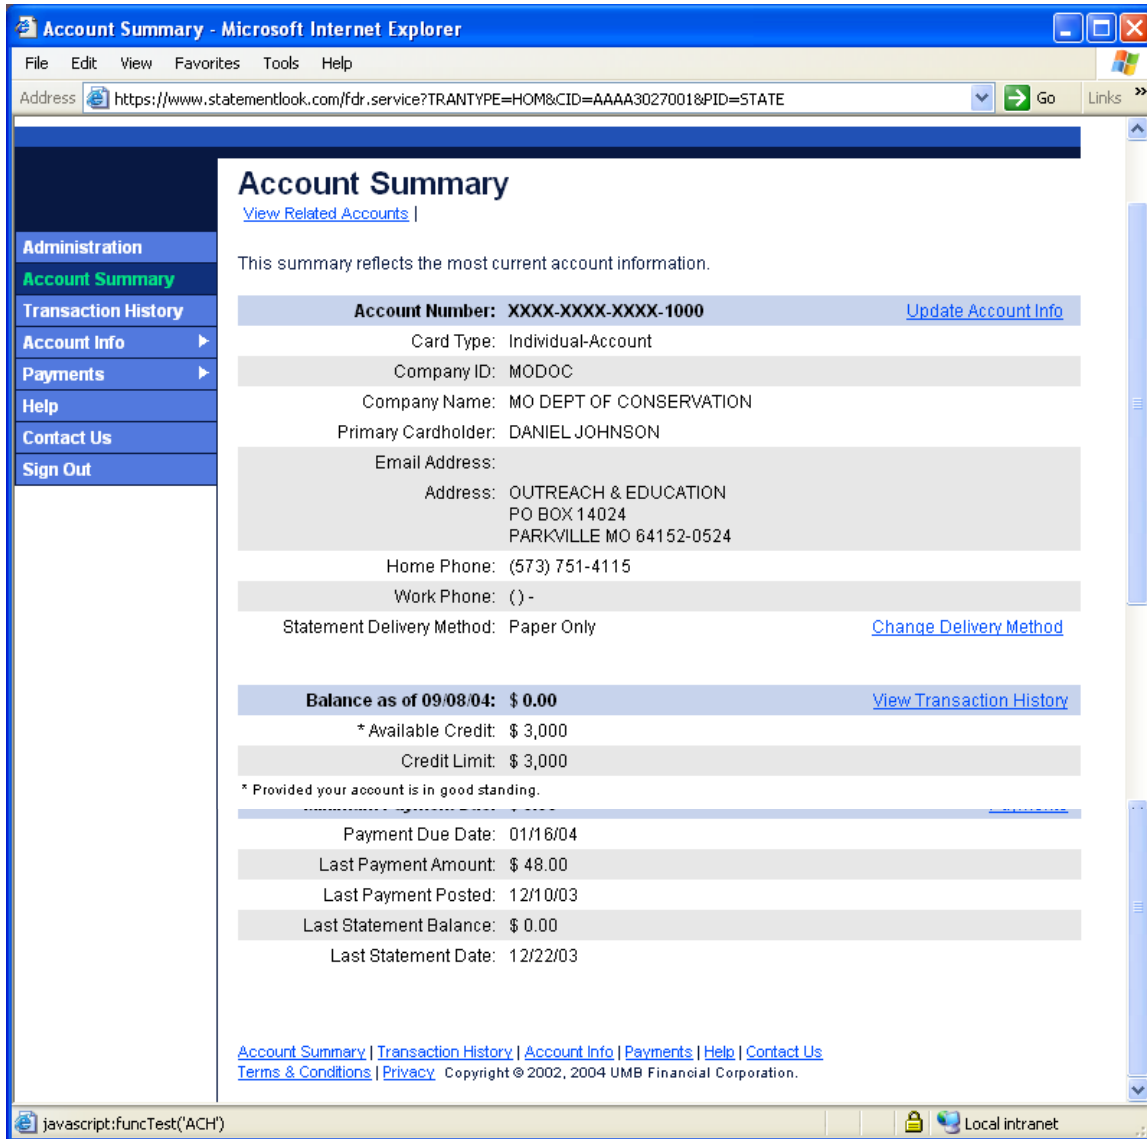 Account Summary - Microsoft Internet Explorer
File Edit View Favorites Tools Help
Address https://www.statementlook.com/fdr.service?TRANTYPE=HOM&CID=AAAA3027001&PID=STATE Go Links »
Account Summary
View Related Accounts |
Administration
Account Summary
Transaction History
Account Info
Payments
Help
Contact Us
Sign Out
This summary reflects the most current account information.
Account Number: XXXX-XXXX-XXXX-1000 Update Account Info
Card Type: Individual-Account
Company ID: MODOC
Company Name: MO DEPT OF CONSERVATION
Primary Cardholder: DANIEL JOHNSON
Email Address:
Address: OUTREACH & EDUCATION
PO BOX 14024
PARKVILLE MO 64152-0524
Home Phone: (573) 751-4115
Work Phone: ( ) -
Statement Delivery Method: Paper Only Change Delivery Method
Balance as of 09/08/04: $ 0.00 View Transaction History
* Available Credit: $ 3,000
Credit Limit: $ 3,000
* Provided your account is in good standing.
Payment Due Date: 01/16/04
Last Payment Amount: $ 48.00
Last Payment Posted: 12/10/03
Last Statement Balance: $ 0.00
Last Statement Date: 12/22/03
Account Summary | Transaction History | Account Info | Payments | Help | Contact Us
Terms & Conditions | Privacy Copyright © 2002, 2004 UMB Financial Corporation.
javascript:funcTest('ACH') Local intranet